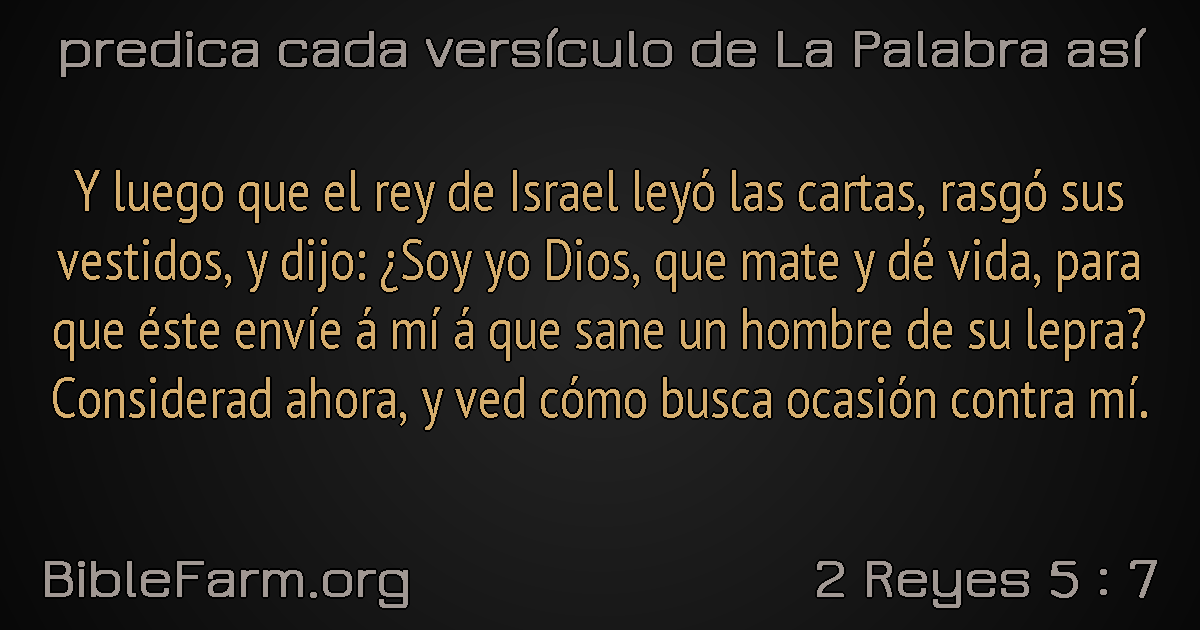 predica cada versículo de La Palabra así
Y luego que el rey de Israel leyó las cartas, rasgó sus
vestidos, y dijo: ¿Soy yo Dios, que mate y dé vida, para
que éste envíe á mí á que sane un hombre de su lepra?
Considerad ahora, y ved cómo busca ocasión contra mí.
BibleFarm.org
2 Reyes 5 : 7